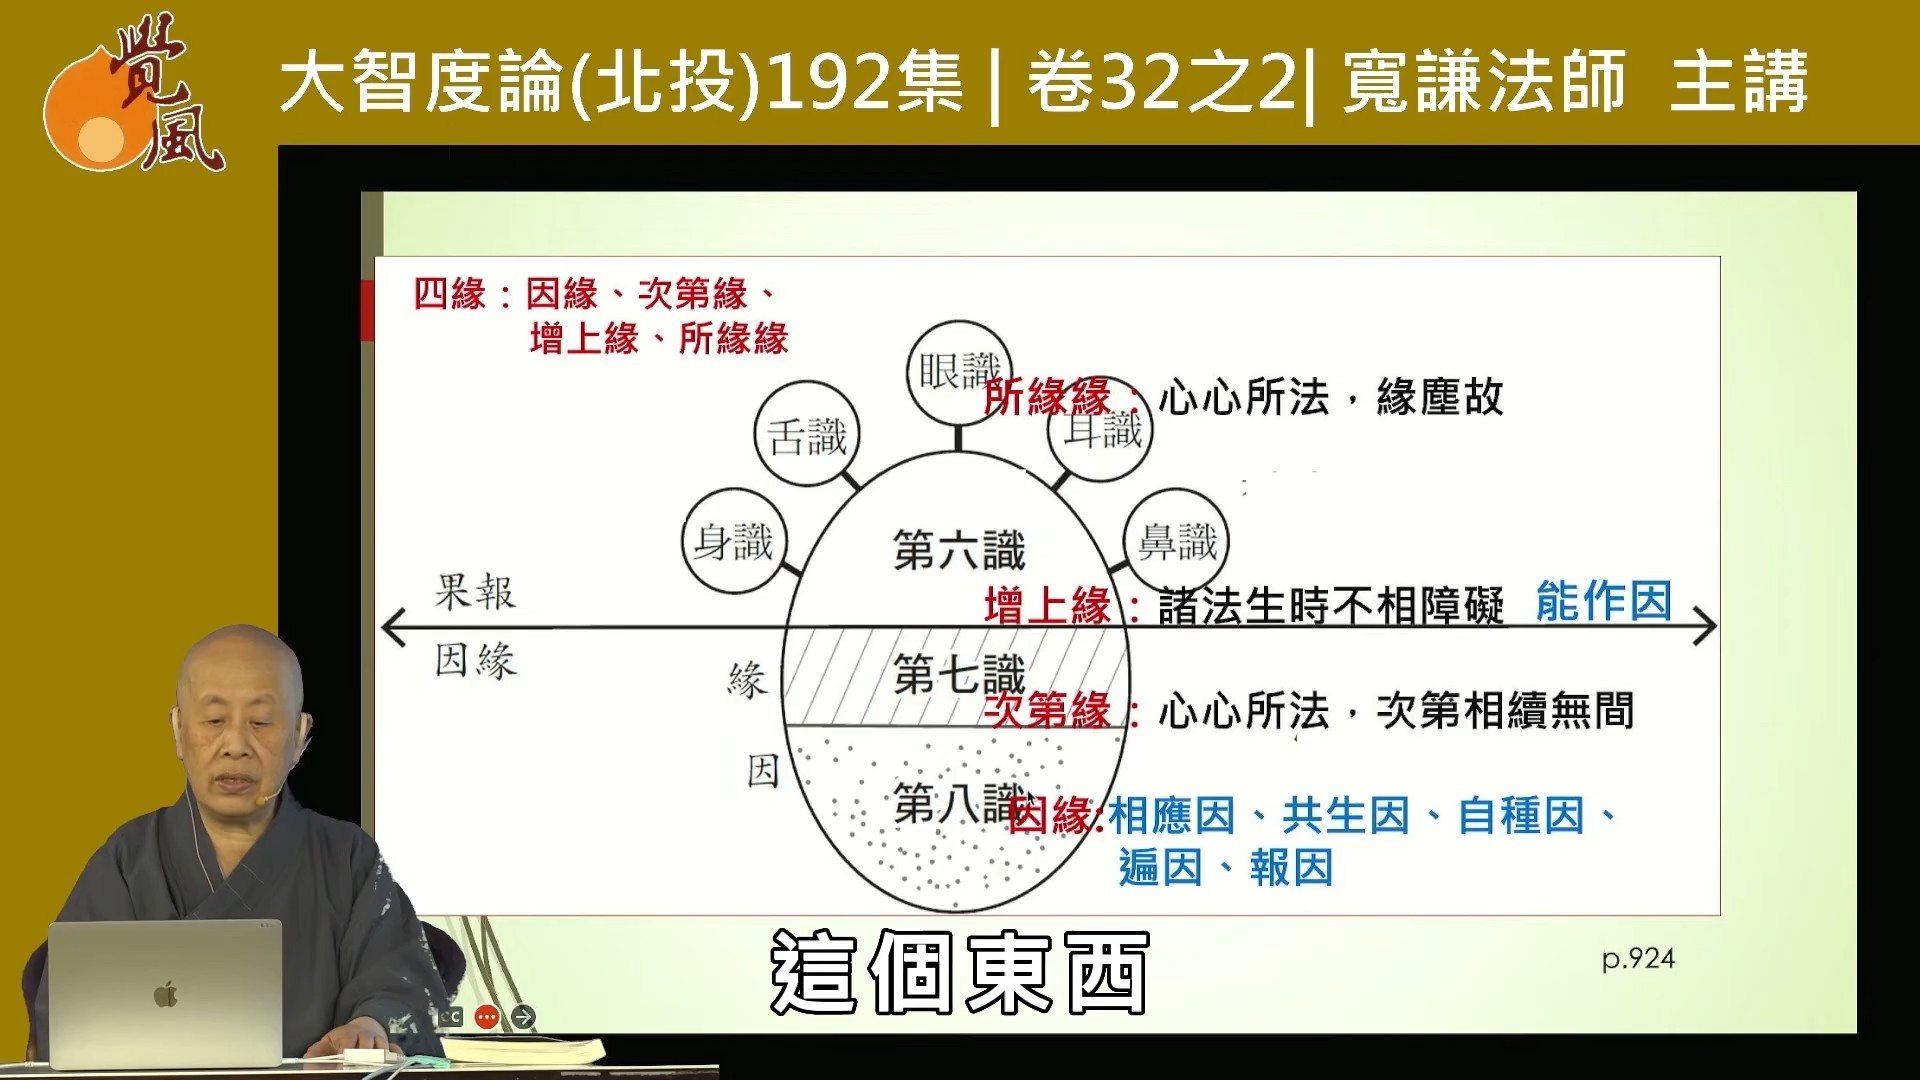 覺風
大智度論(北投)192集 | 卷32之2| 寬謙法師 主講
四緣：因緣、次第緣、
增上緣、所緣緣
眼識
所緣緣：心心所法，緣塵故
舌識
耳識
身識
第六識
鼻識
果報
增上緣：諸法生時不相障礙 能作因
因緣
緣
第七識
次第緣：心心所法，次第相續無間
因
第八識
因緣:相應因、共生因、自種因、
遍因、報因
這個東西
p.924
CC